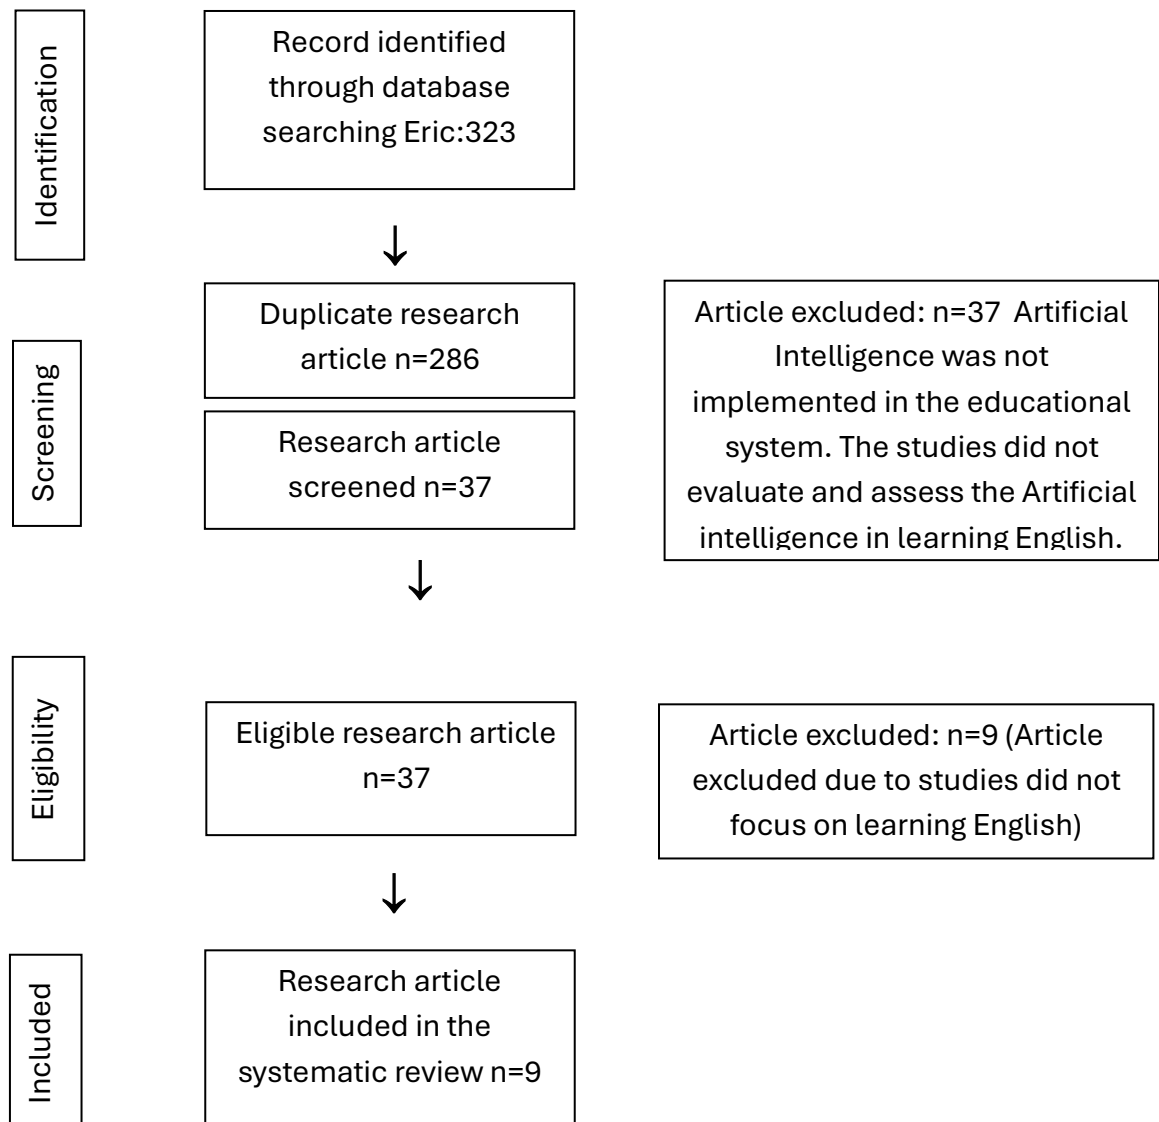 Identification
Record identified
through database
searching Eric:323
Screening
Duplicate research
article n=286
Research article
screened n=37
Article excluded: n=37  Artificial
Intelligence was not
implemented in the educational
system. The studies did not
evaluate and assess the Artificial
intelligence in learning English.
Eligibility
Eligible research article
n=37
Article excluded: n=9 (Article
excluded due to studies did not
focus on learning English)
Included
Research article
included in the
systematic review n=9